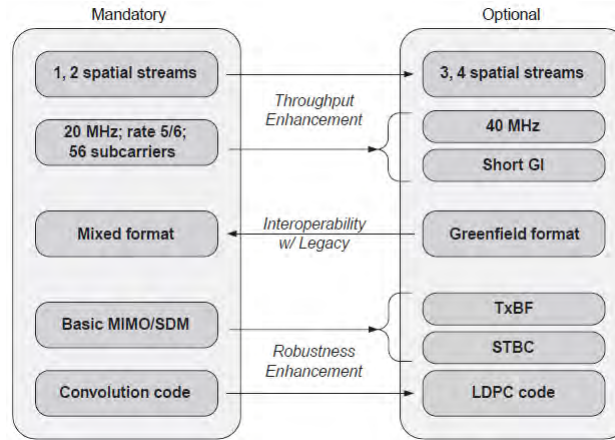 Mandatory
Optional
1, 2 spatial streams
3, 4 spatial streams
Throughput
Enhancement
20 MHz; rate 5/6;
56 subcarriers
40 MHz
Short GI
Mixed format
Interoperability
w/ Legacy
Greenfield format
Basic MIMO/SDM
TxBF
STBC
Robustness
Enhancement
Convolution code
LDPC code